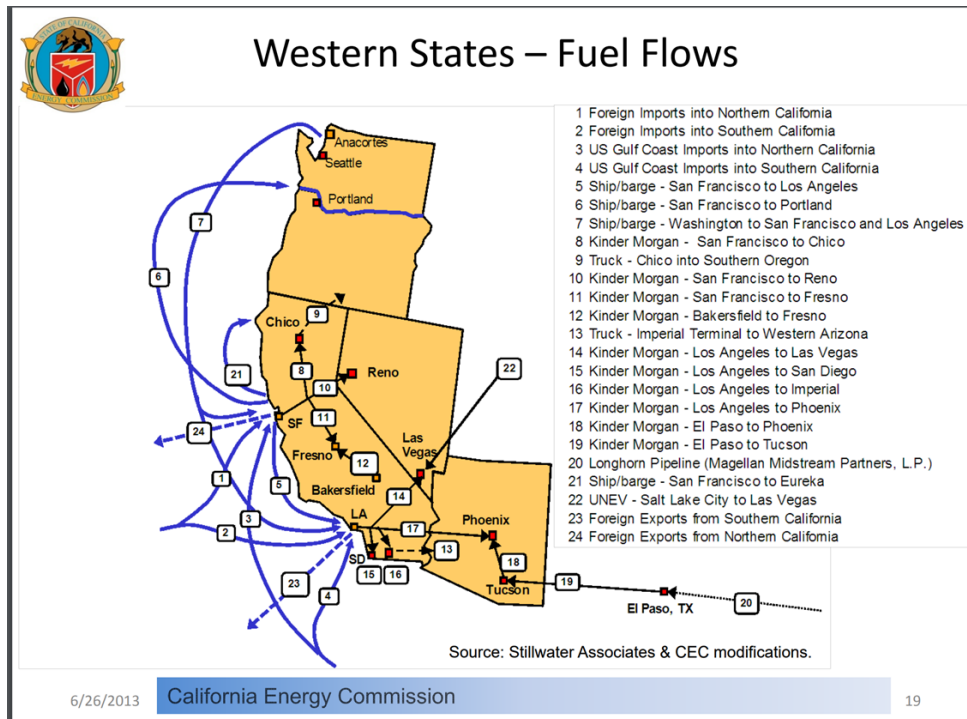 STATE OF CALIFORNIA
ENERGY COMMISSION
Western States – Fuel Flows
1 Foreign Imports into Northern California
2 Foreign Imports into Southern California
3 US Gulf Coast Imports into Northern California
4 US Gulf Coast Imports into Southern California
5 Ship/barge - San Francisco to Los Angeles
6 Ship/barge - San Francisco to Portland
7 Ship/barge - Washington to San Francisco and Los Angeles
8 Kinder Morgan - San Francisco to Chico
9 Truck - Chico into Southern Oregon
10 Kinder Morgan - San Francisco to Reno
11 Kinder Morgan - San Francisco to Fresno
12 Kinder Morgan - Bakersfield to Fresno
13 Truck - Imperial Terminal to Western Arizona
14 Kinder Morgan - Los Angeles to Las Vegas
15 Kinder Morgan - Los Angeles to San Diego
16 Kinder Morgan - Los Angeles to Imperial
17 Kinder Morgan - Los Angeles to Phoenix
18 Kinder Morgan - El Paso to Phoenix
19 Kinder Morgan - El Paso to Tucson
20 Longhorn Pipeline (Magellan Midstream Partners, L.P.)
21 Ship/barge - San Francisco to Eureka
22 UNEV - Salt Lake City to Las Vegas
23 Foreign Exports from Southern California
24 Foreign Exports from Northern California
Anacortes
Seattle
Portland
7
6
9
Chico
8
Reno
22
21
10
SF
11
24
Las
Vegas
Fresno
12
1
5
Bakersfield
14
3
LA
17
Phoenix
2
13
SD
18
15
16
23
Tucson
19
4
El Paso, TX
20
Source: Stillwater Associates & CEC modifications.
6/26/2013
California Energy Commission
19